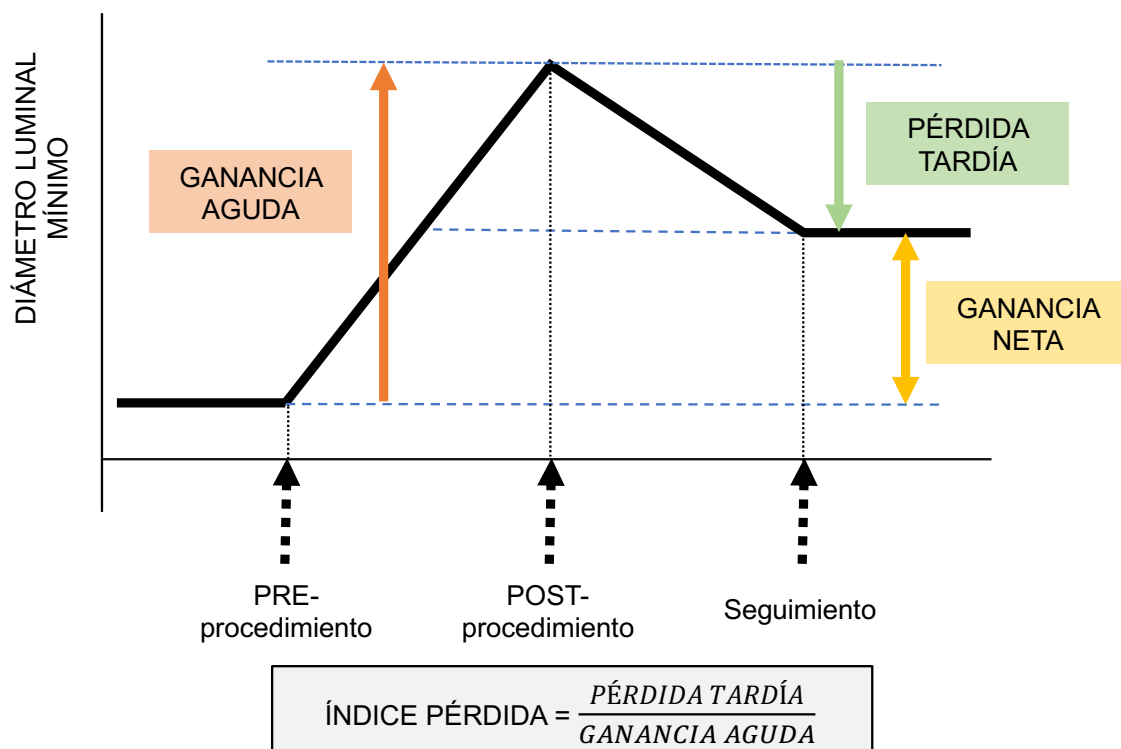 DIÁMETRO LUMINAL
MÍNIMO
GANANCIA
AGUDA
PÉRDIDA
TARDÍA
GANANCIA
NETA
PRE-
procedimiento
POST-
procedimiento
Seguimiento
ÍNDICE PÉRDIDA = PÉRDIDA TARDÍA
GANANCIA AGUDA